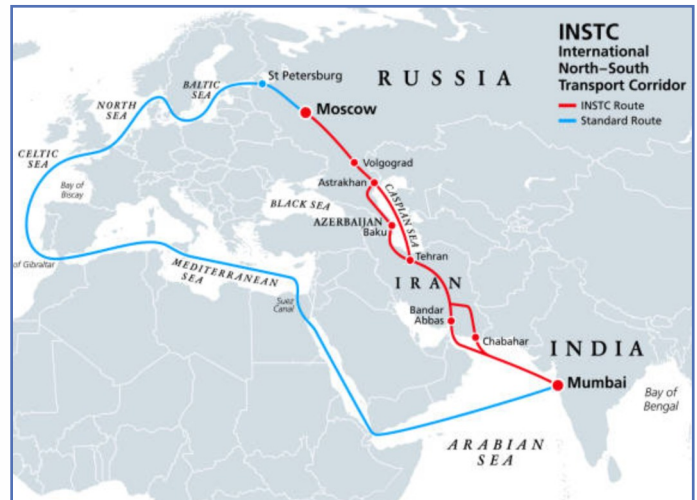 INSTC
International
North–South
Transport Corridor
INSTC Route
Standard Route
St Petersburg
RUSSIA
BALTIC
SEA
Moscow
NORTH
SEA
CELTIC
SEA
Volgograd
Astrakhan
Bay of
Biscay
CASPIAN SEA
BLACK SEA
AZERBAIJAN
Baku
Tehran
of Gibraltar
MEDITERRANEAN
SEA
IRAN
Suez
Canal
Bandar
Abbas
Chabahar
INDIA
Mumbai
Bay of
Bengal
ARABIAN
SEA